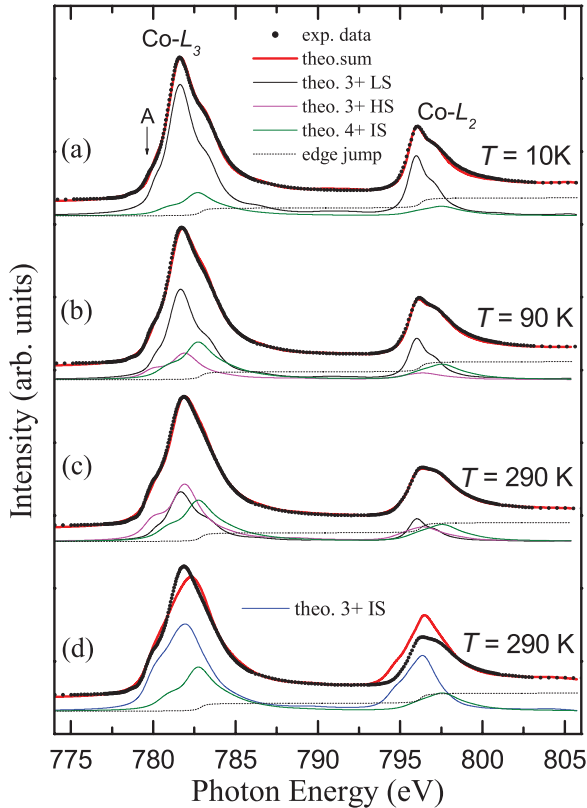 exp. data
theo.sum
theo. 3+ LS
theo. 3+ HS
theo. 4+ IS
edge jump
Co-L3
A
Co-L2
(a)
T = 10K
(b)
T = 90 K
(c)
T = 290 K
theo. 3+ IS
(d)
T = 290 K
Intensity (arb. units)
775 780 785 790 795 800 805
Photon Energy (eV)